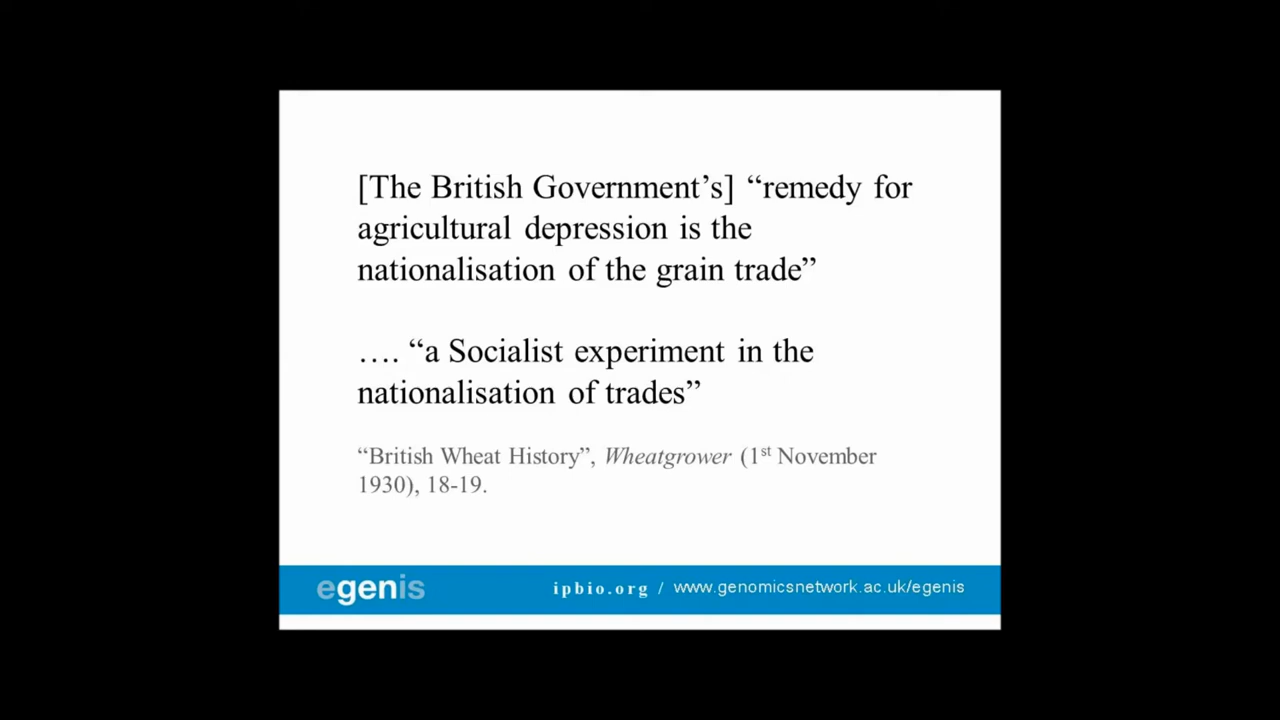 [The British Government’s] “remedy for
agricultural depression is the
nationalisation of the grain trade”
…. “a Socialist experiment in the
nationalisation of trades”
“British Wheat History”, Wheatgrower (1st November
1930), 18-19.
egenis
ipbio.org / www.genomicsnetwork.ac.uk/egenis